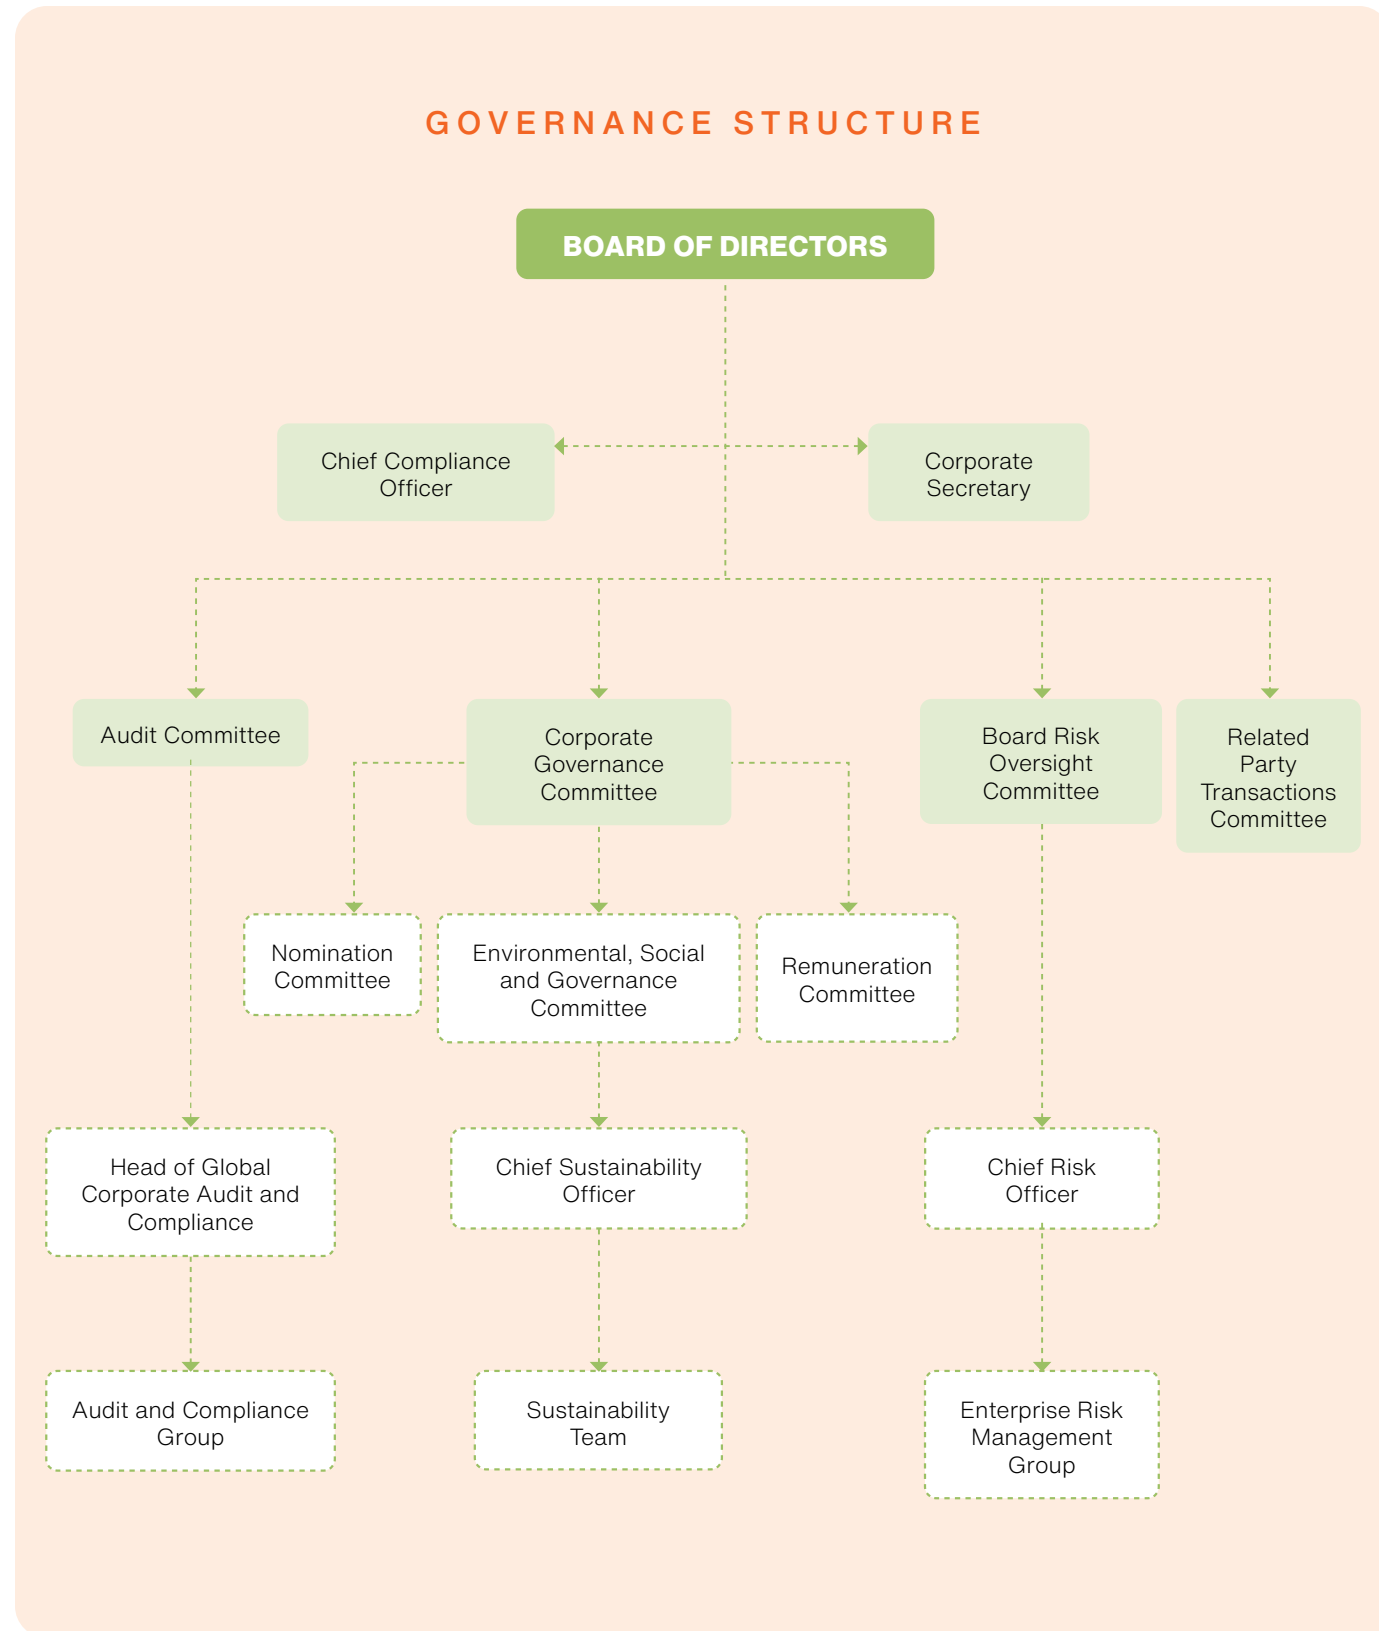 GOVERNANCE STRUCTURE
BOARD OF DIRECTORS
Chief Compliance
Officer
Corporate
Secretary
Audit Committee
Corporate
Governance
Committee
Board Risk
Oversight
Committee
Related
Party
Transactions
Committee
Nomination
Committee
Environmental, Social
and Governance
Committee
Remuneration
Committee
Head of Global
Corporate Audit and
Compliance
Chief Sustainability
Officer
Chief Risk
Officer
Audit and Compliance
Group
Sustainability
Team
Enterprise Risk
Management
Group